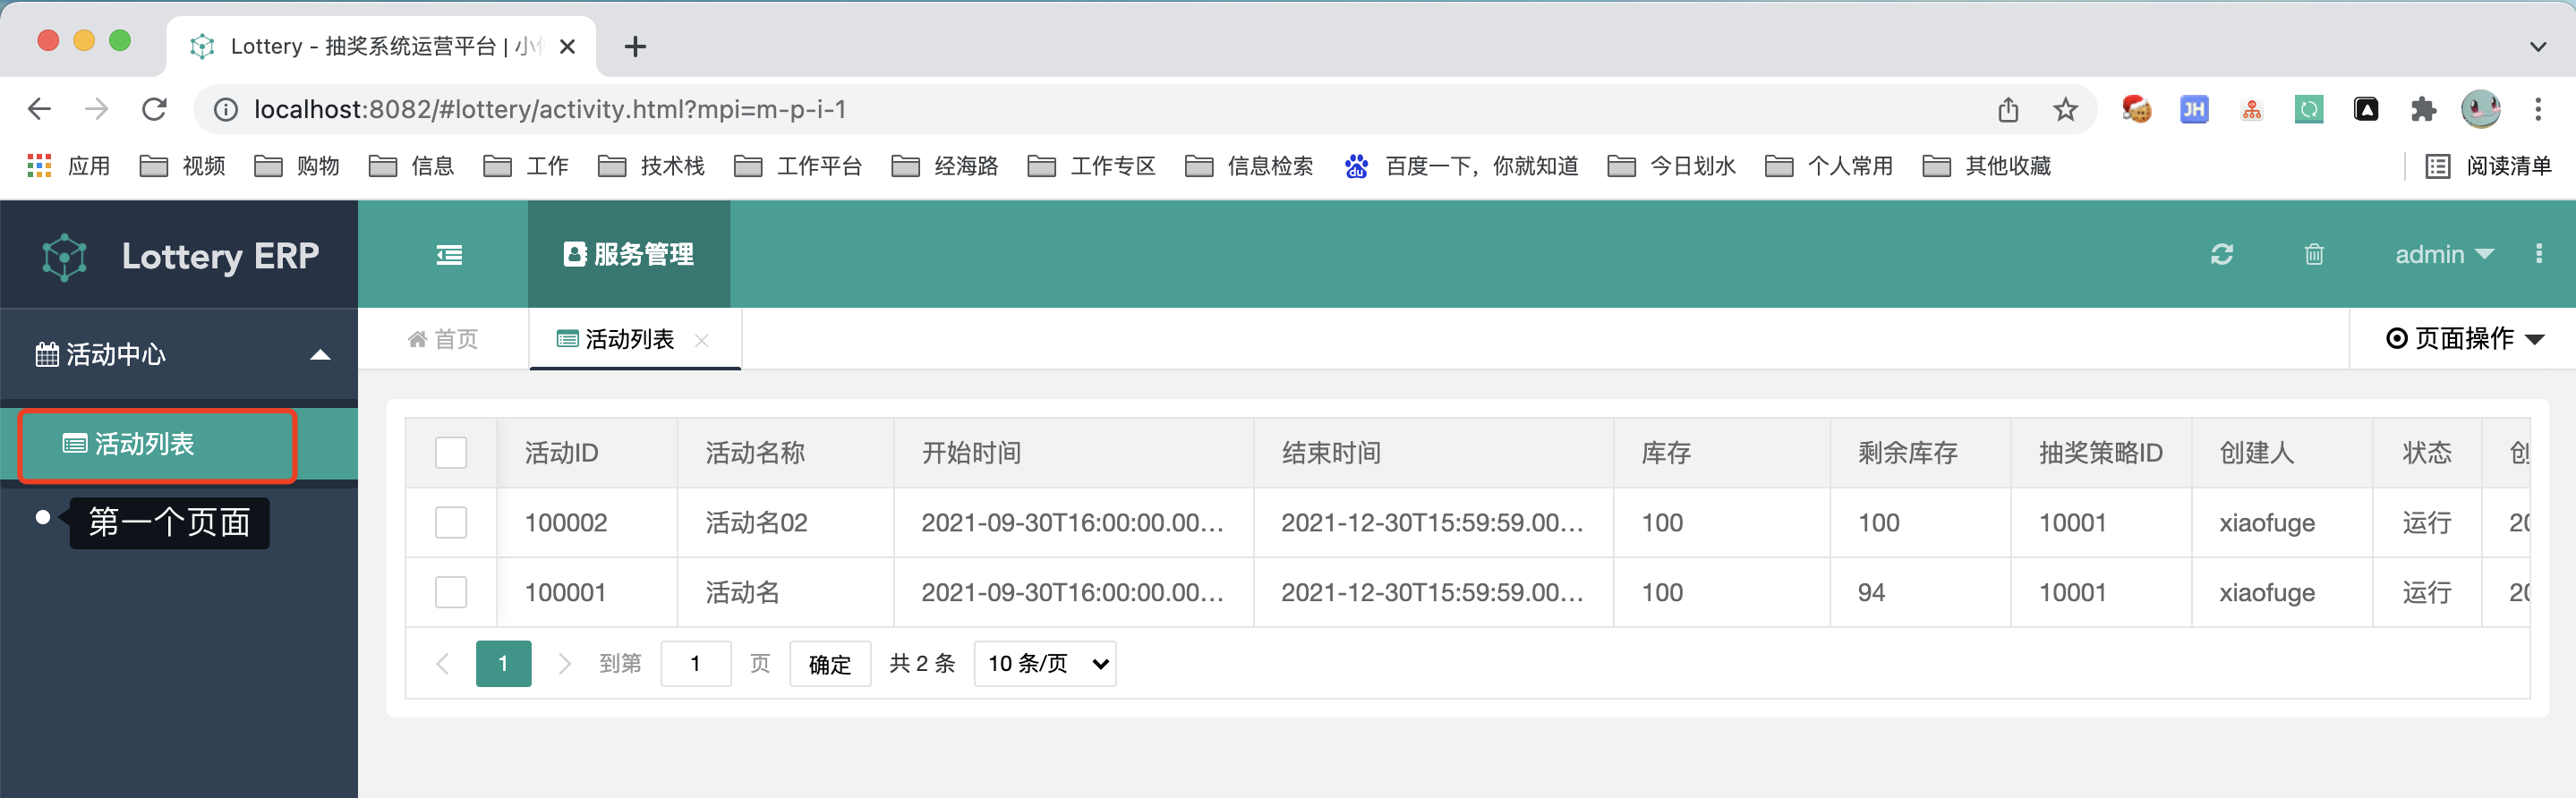 Lottery - 抽奖系统运营平台 | 小
localhost:8082/#lottery/activity.html?mpi=m-p-i-1
JH
应用 视频 购物 信息 工作 技术栈 工作平台 经海路 工作专区 信息检索 du 百度一下，你就知道 今日划水 个人常用 其他收藏 阅读清单
Lottery ERP 服务管理 admin
活动中心 首页 活动列表 页面操作
活动列表
第一个页面
活动ID 活动名称 开始时间 结束时间 库存 剩余库存 抽奖策略ID 创建人 状态 创
100002 活动名02 2021-09-30T16:00:00.00... 2021-12-30T15:59:59.00... 100 100 10001 xiaofuge 运行 20
100001 活动名 2021-09-30T16:00:00.00... 2021-12-30T15:59:59.00... 100 94 10001 xiaofuge 运行 20
1 到第 1 页 确定 共 2 条 10 条/页